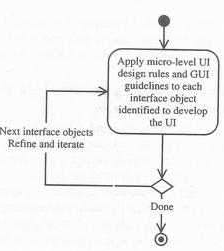 Apply micro-level UI
design rules and GUI
guidelines to each
interface object
identified to develop
the UI
Next interface objects
Refine and iterate
Done